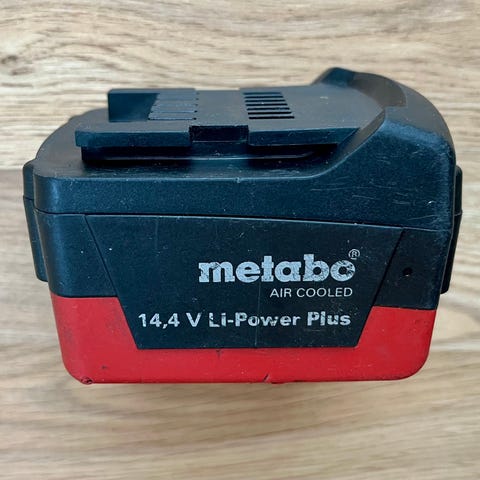 metabo®
AIR COOLED
14,4 V Li-Power Plus